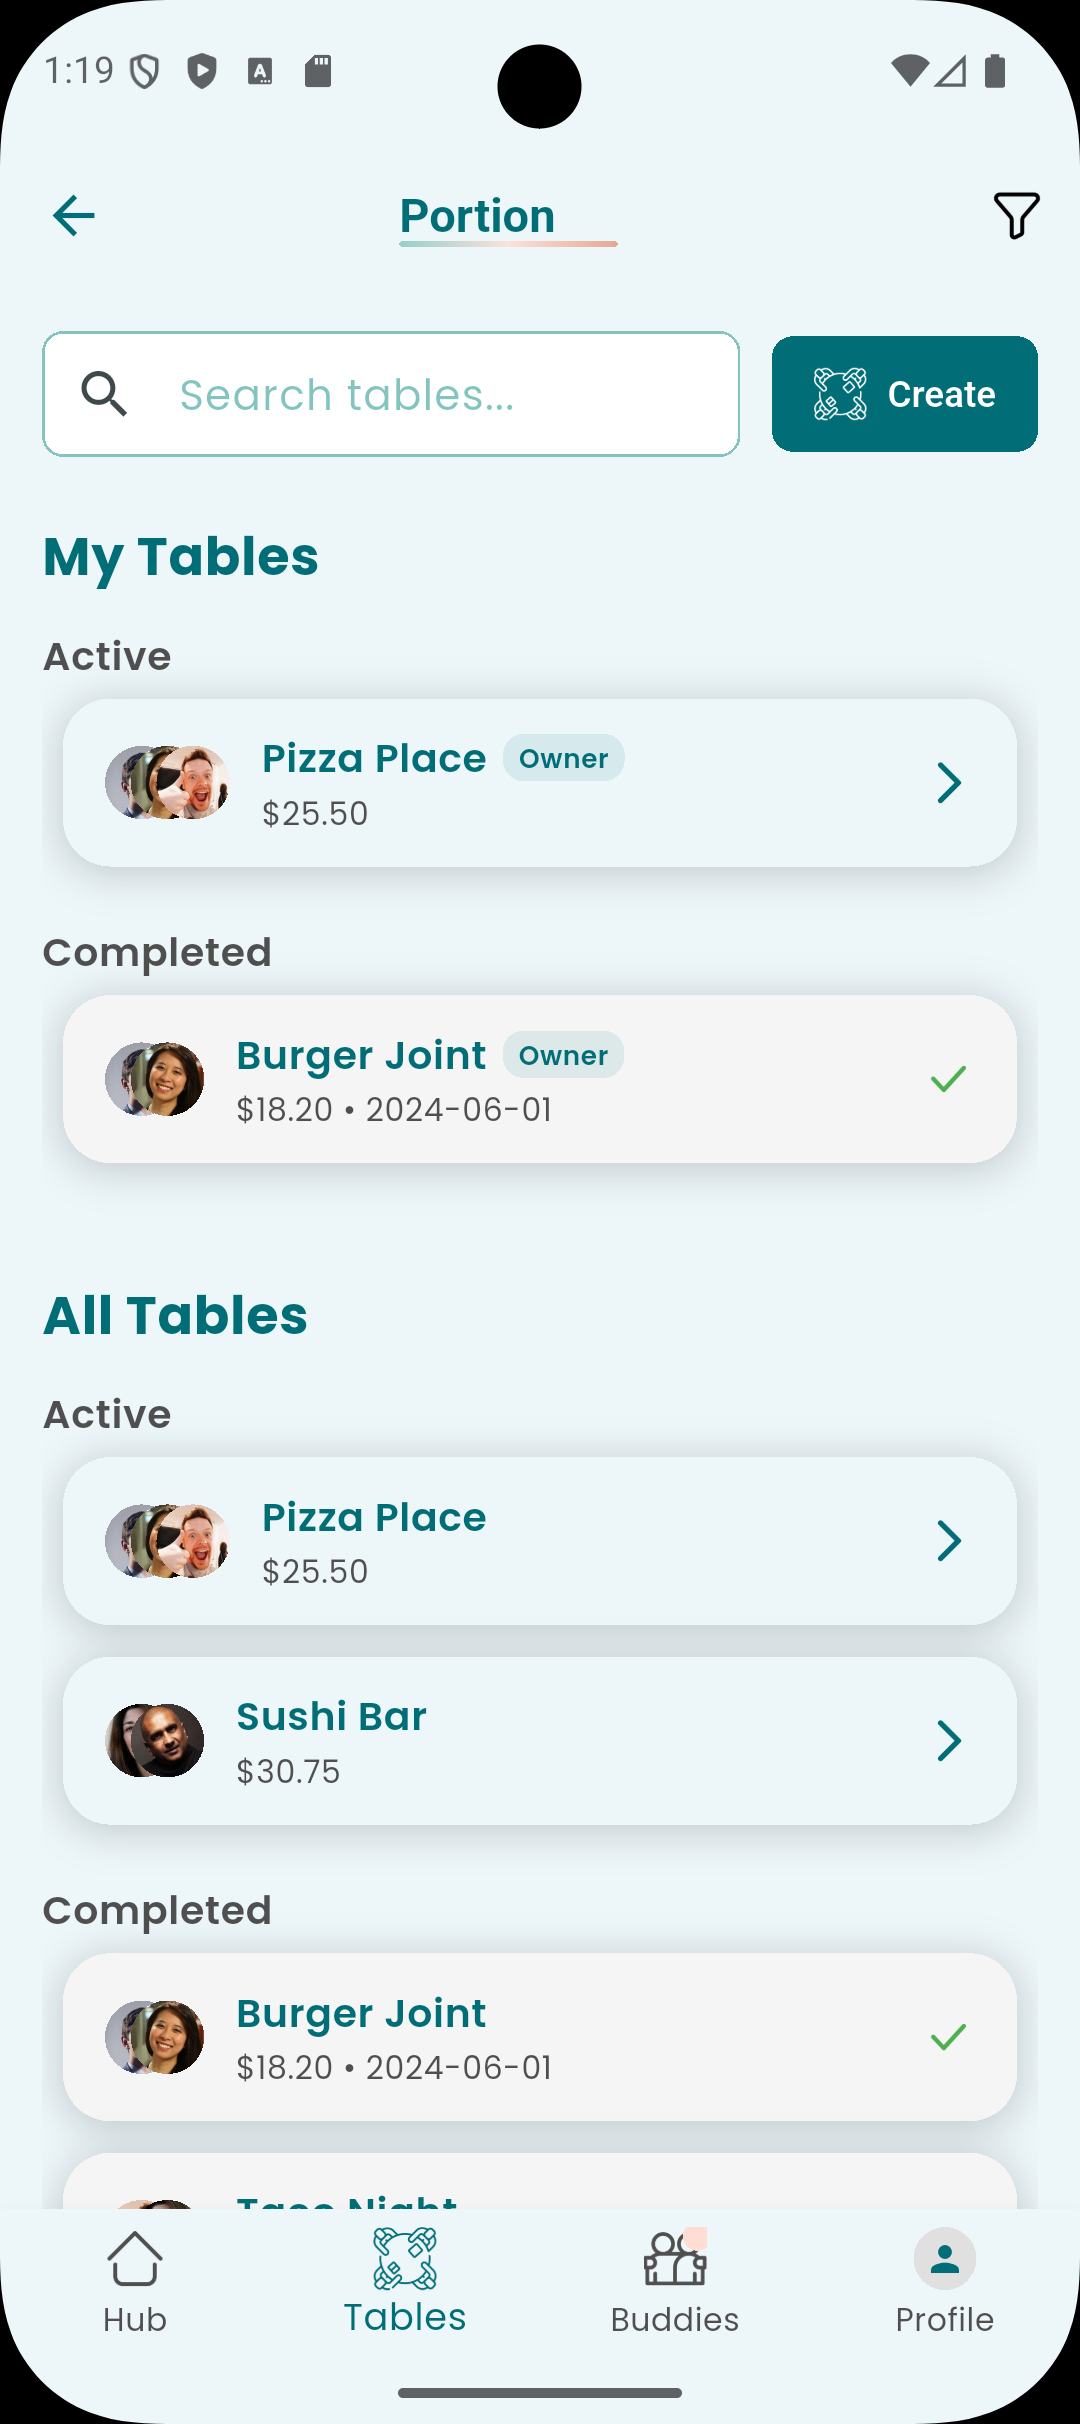 1:19
Portion
Search tables...
Create
My Tables
Active
Pizza Place Owner
$25.50
Completed
Burger Joint Owner
$18.20 • 2024-06-01
All Tables
Active
Pizza Place
$25.50
Sushi Bar
$30.75
Completed
Burger Joint
$18.20 • 2024-06-01
Taco Night
Hub
Tables
Buddies
Profile